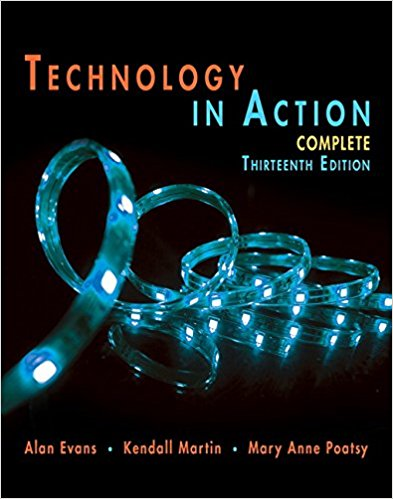 TECHNOLOGY
IN ACTION
COMPLETE
THIRTEENTH EDITION
Alan Evans • Kendall Martin • Mary Anne Poatsy